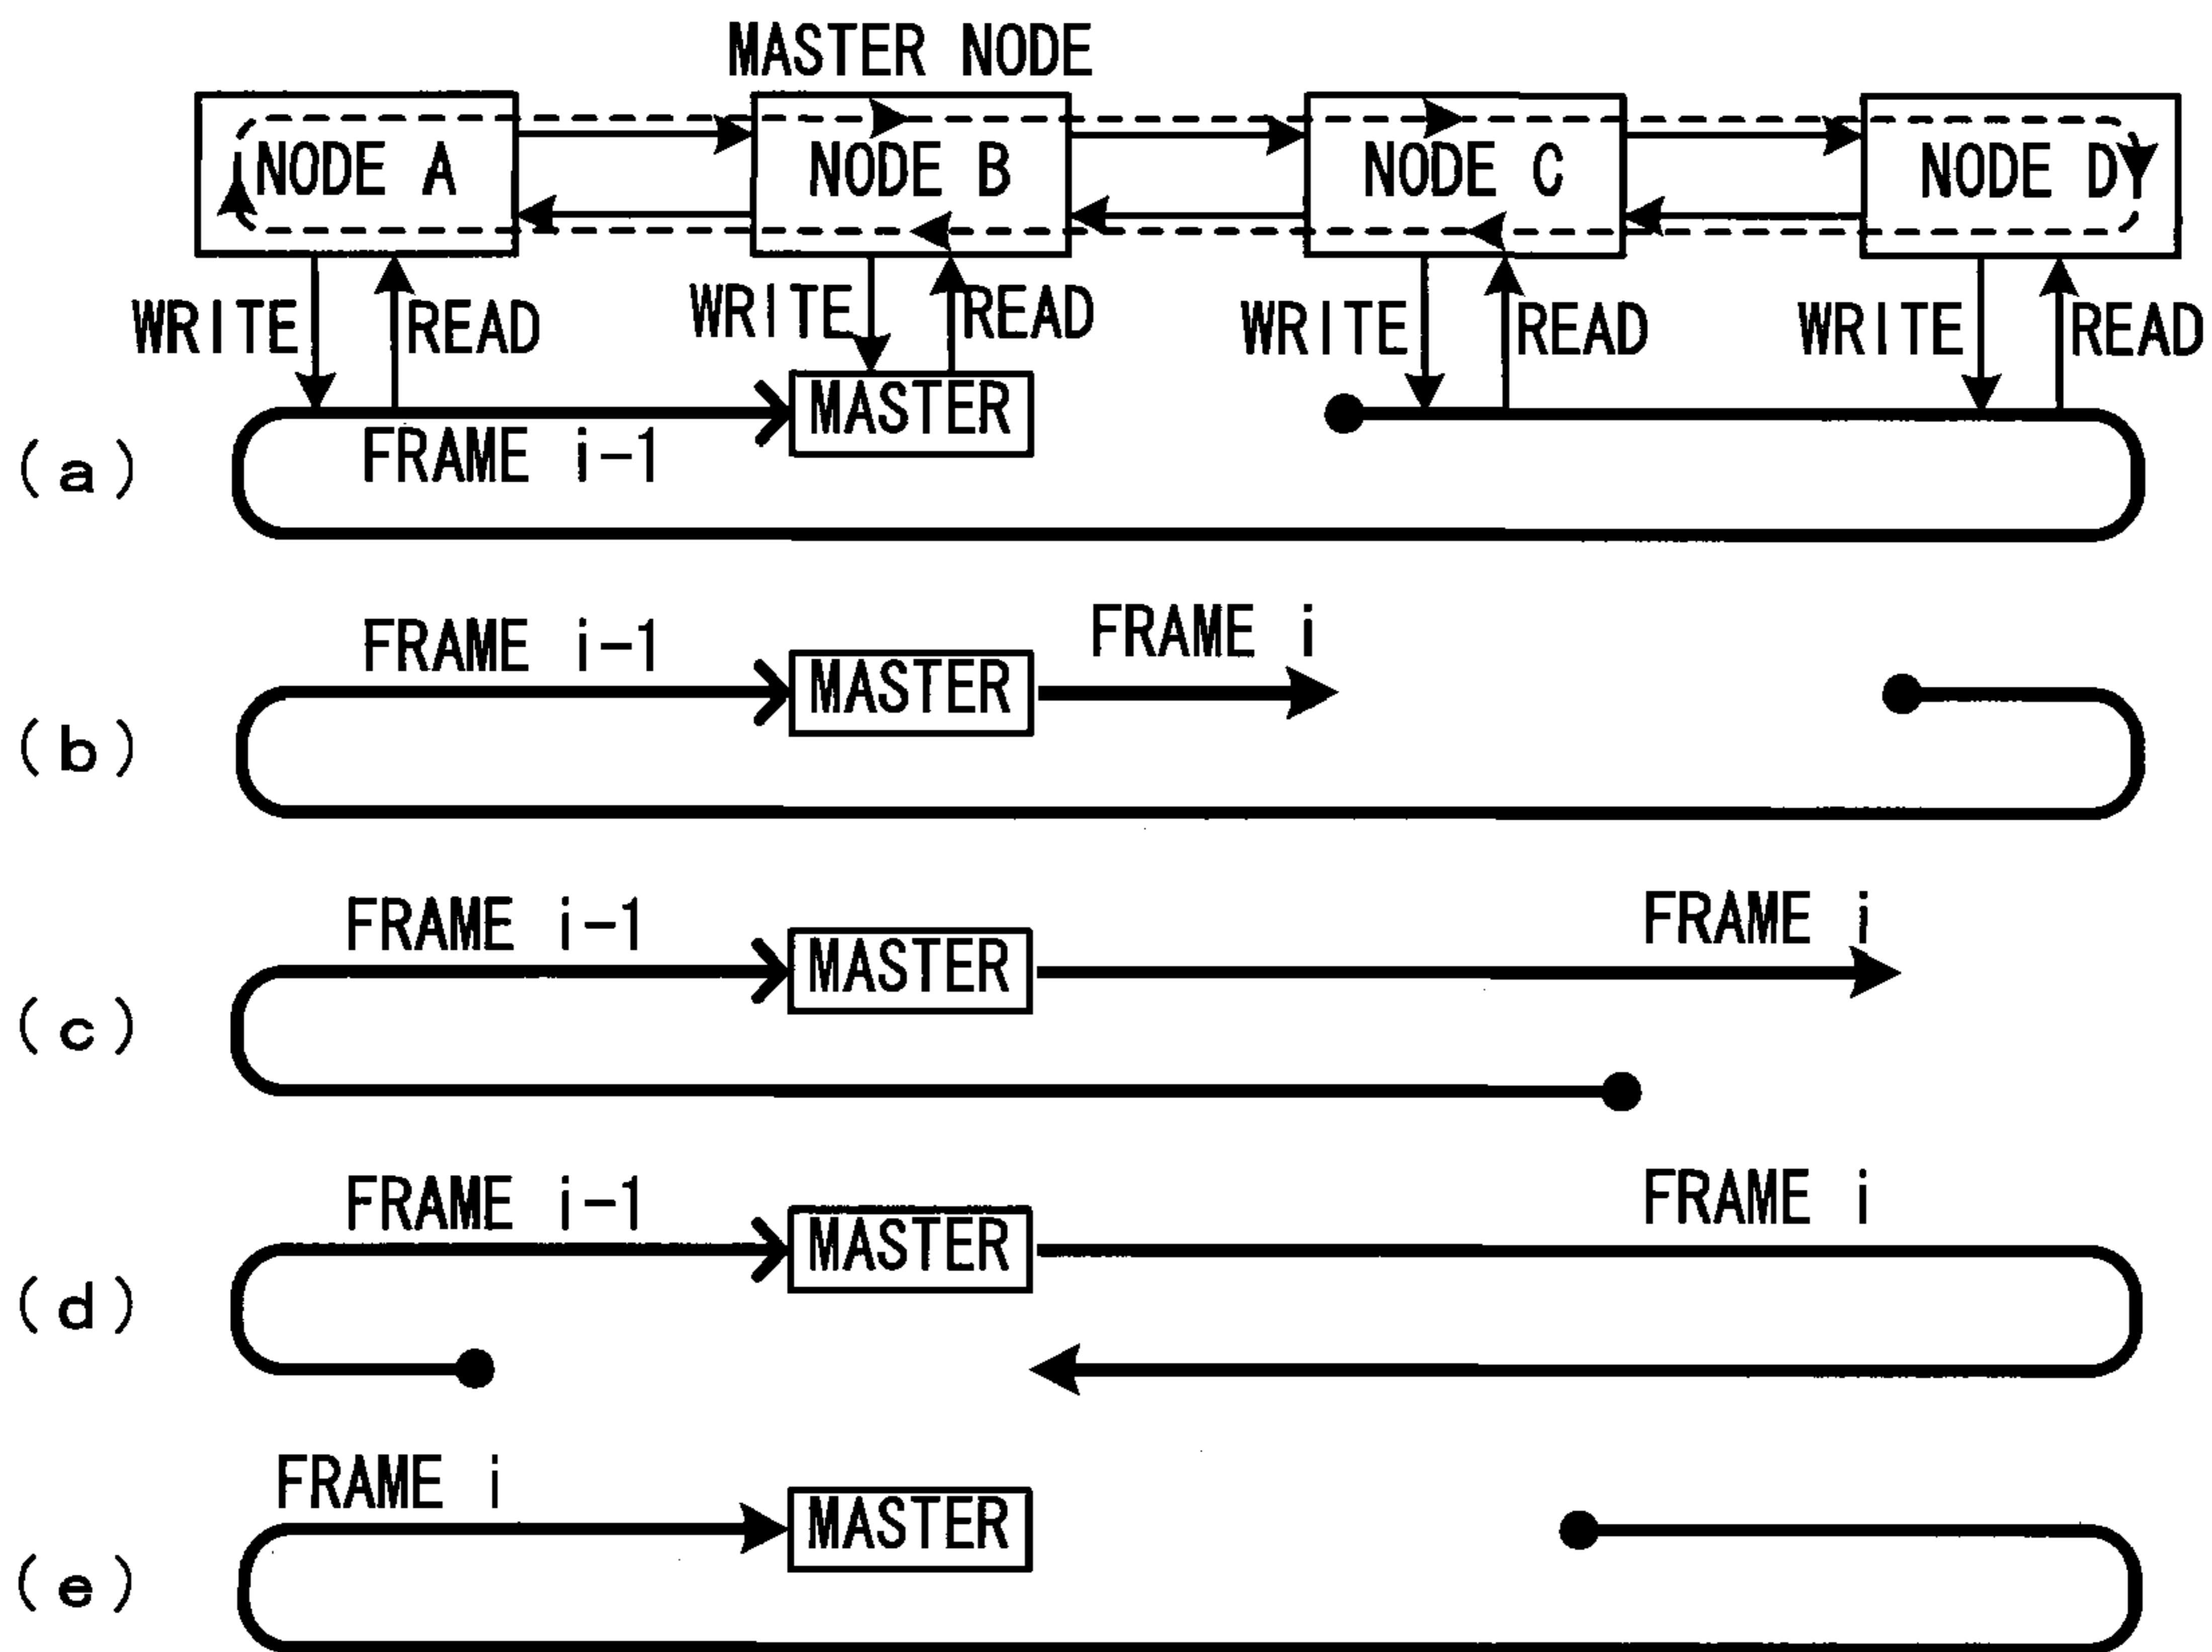 MASTER NODE
NODE A NODE B NODE C NODE D
WRITE READ WRITE READ WRITE READ WRITE READ
MASTER
(a) FRAME i-1
FRAME i-1 MASTER FRAME i
(b)
FRAME i-1 MASTER FRAME i
(c)
FRAME i-1 MASTER FRAME i
(d)
FRAME i MASTER
(e)